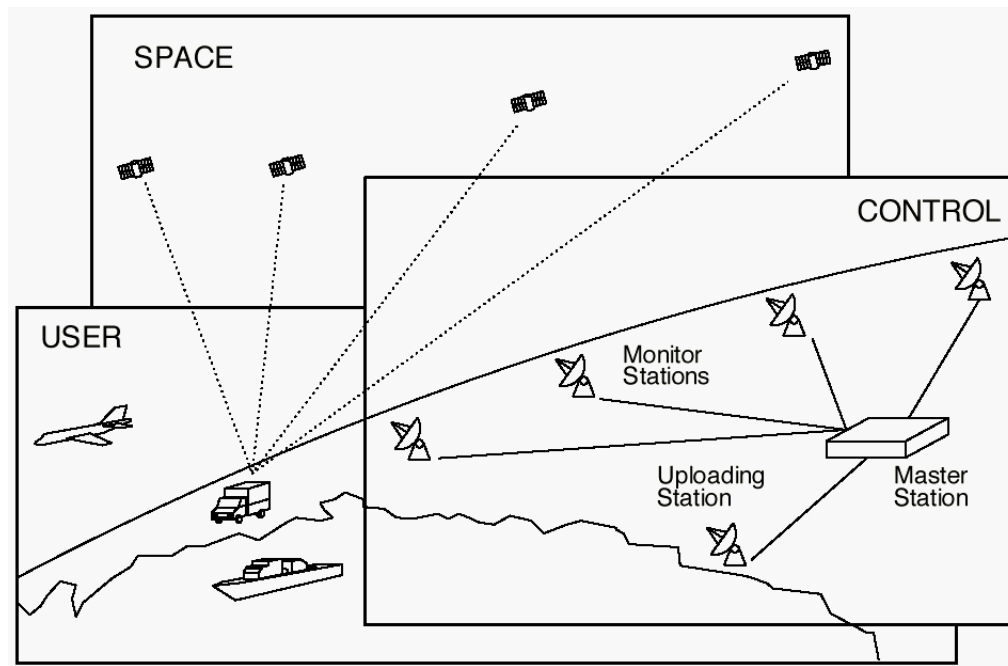 SPACE
CONTROL
USER
Monitor
Stations
Uploading
Station
Master
Station